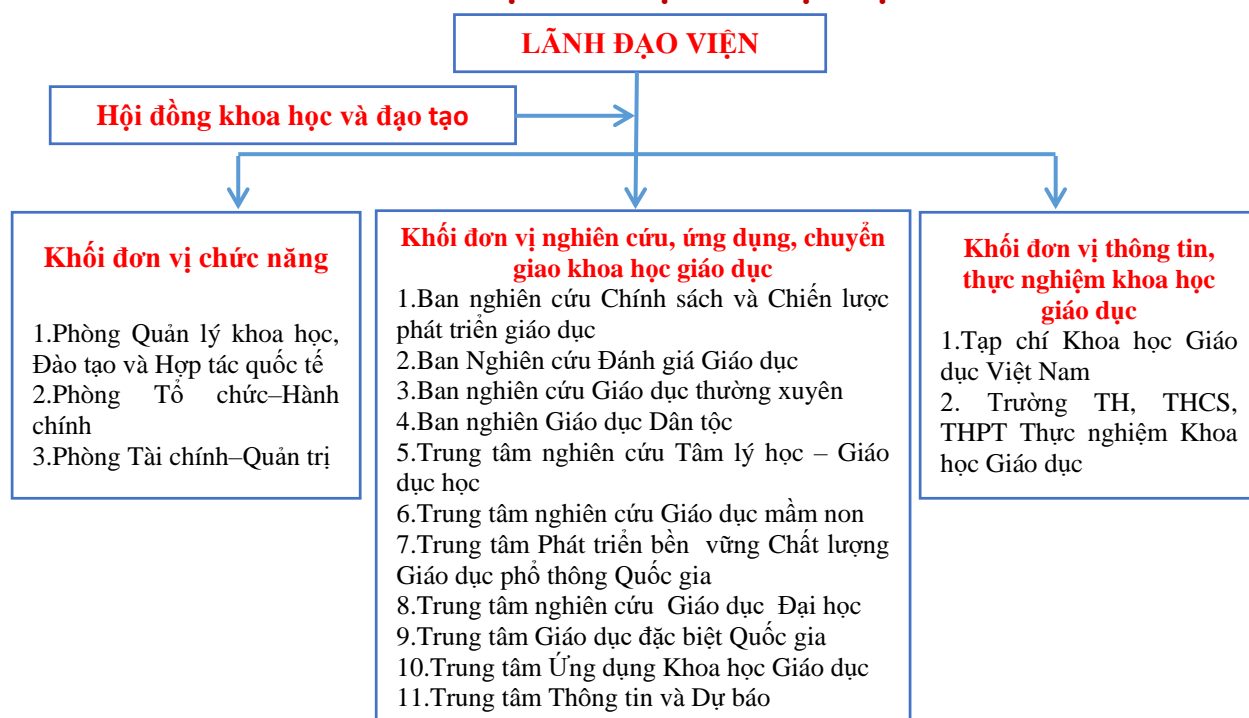 LÃNH ĐẠO VIỆN
Hội đồng khoa học và đạo tạo
Khối đơn vị chức năng
1.Phòng Quản lý khoa học,
Đào tạo và Hợp tác quốc tế
2.Phòng Tổ chức–Hành
chính
3.Phòng Tài chính–Quản trị
Khối đơn vị nghiên cứu, ứng dụng, chuyển
giao khoa học giáo dục
1.Ban nghiên cứu Chính sách và Chiến lược
phát triển giáo dục
2.Ban Nghiên cứu Đánh giá Giáo dục
3.Ban nghiên cứu Giáo dục thường xuyên
4.Ban nghiên Giáo dục Dân tộc
5.Trung tâm nghiên cứu Tâm lý học – Giáo
dục học
6.Trung tâm nghiên cứu Giáo dục mầm non
7.Trung tâm Phát triển bền vững Chất lượng
Giáo dục phổ thông Quốc gia
8.Trung tâm nghiên cứu Giáo dục Đại học
9.Trung tâm Giáo dục đặc biệt Quốc gia
10.Trung tâm Ứng dụng Khoa học Giáo dục
11.Trung tâm Thông tin và Dự báo
Khối đơn vị thông tin,
thực nghiệm khoa học
giáo dục
1.Tạp chí Khoa học Giáo
dục Việt Nam
2. Trường TH, THCS,
THPT Thực nghiệm Khoa
học Giáo dục